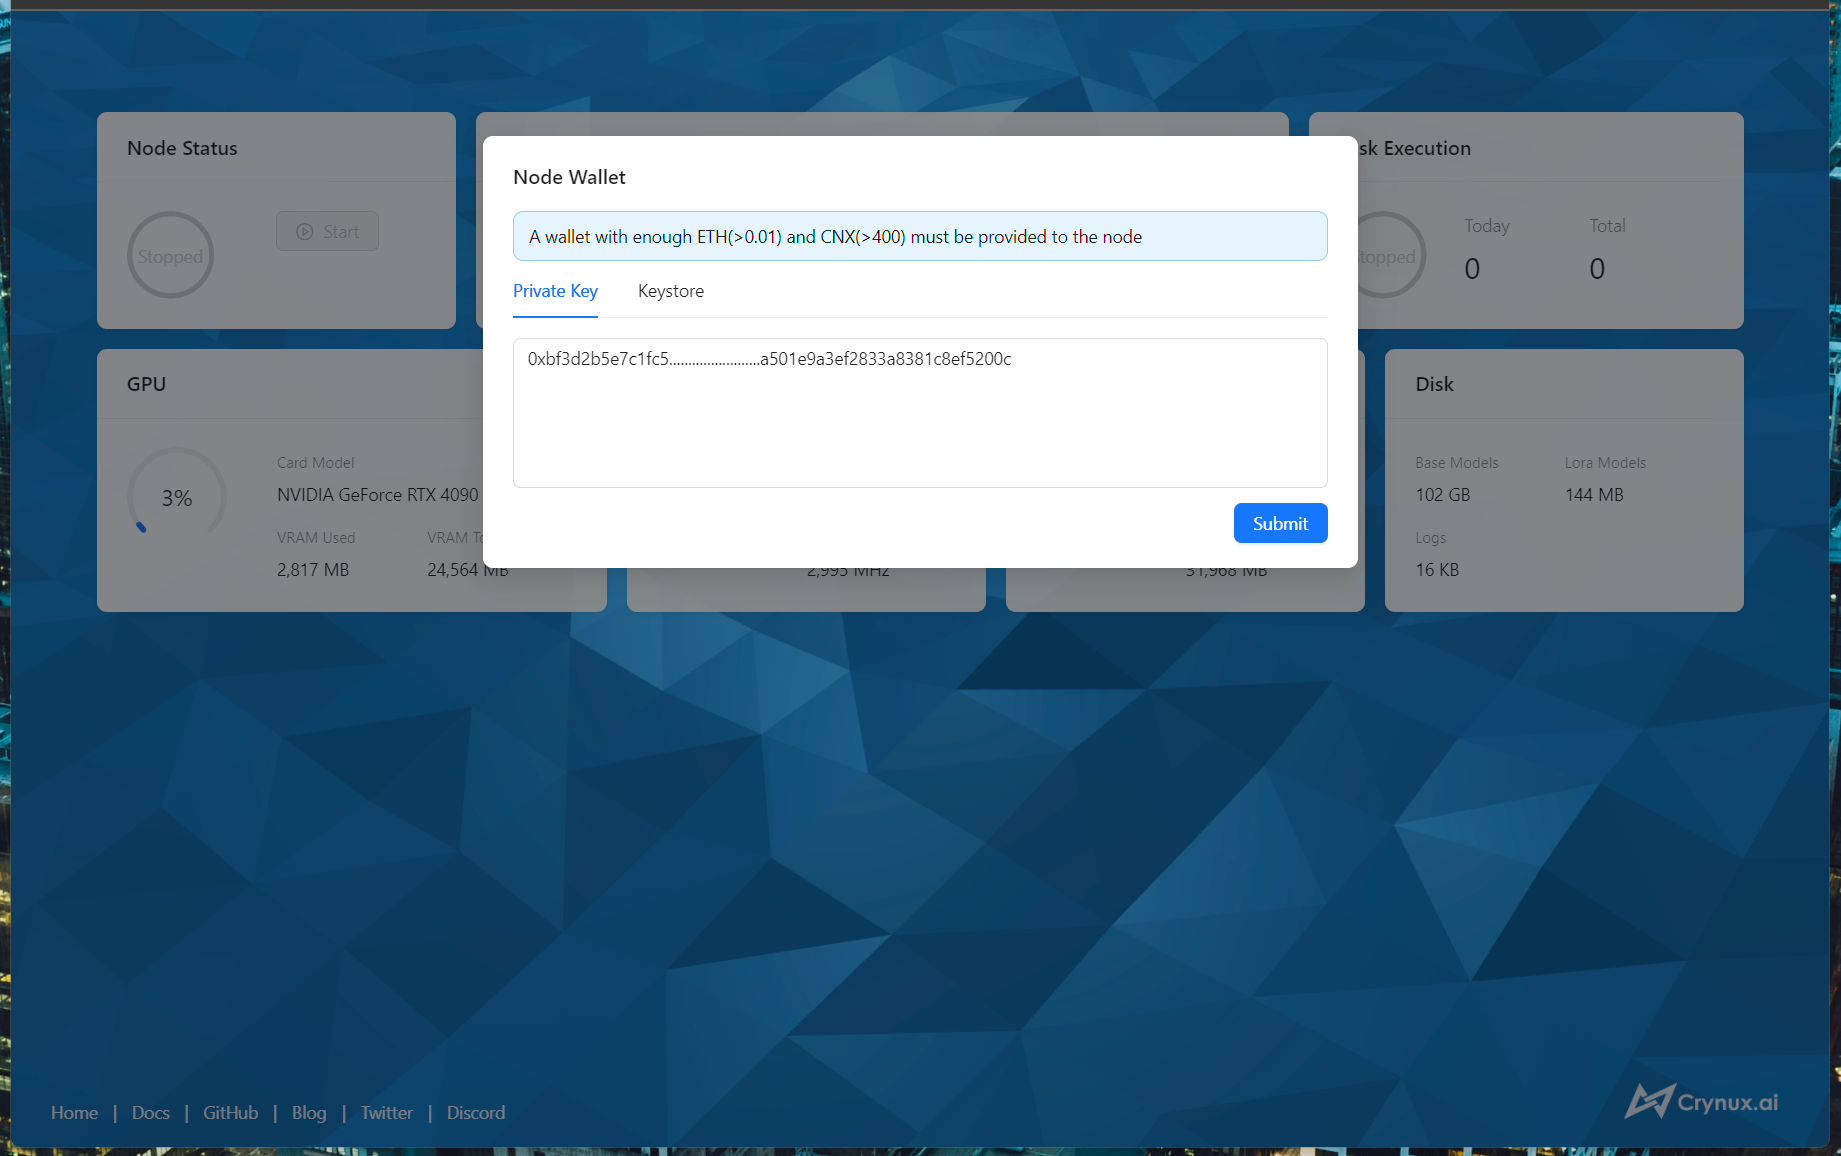 Node Status
Stopped
Start
Node Wallet
A wallet with enough ETH(>0.01) and CNX(>400) must be provided to the node
Private Key Keystore
0xbf3d2b5e7c1fc5........................a501e9a3ef2833a8381c8ef5200c
Submit
sk Execution
topped
Today Total
0 0
GPU
3%
Card Model
NVIDIA GeForce RTX 4090
VRAM Used VRAM To
2,817 MB 24,564 MB
2,995 MHz
31,968 MB
Disk
Base Models Lora Models
102 GB 144 MB
Logs
16 KB
Home | Docs | GitHub | Blog | Twitter | Discord
Crynux.ai